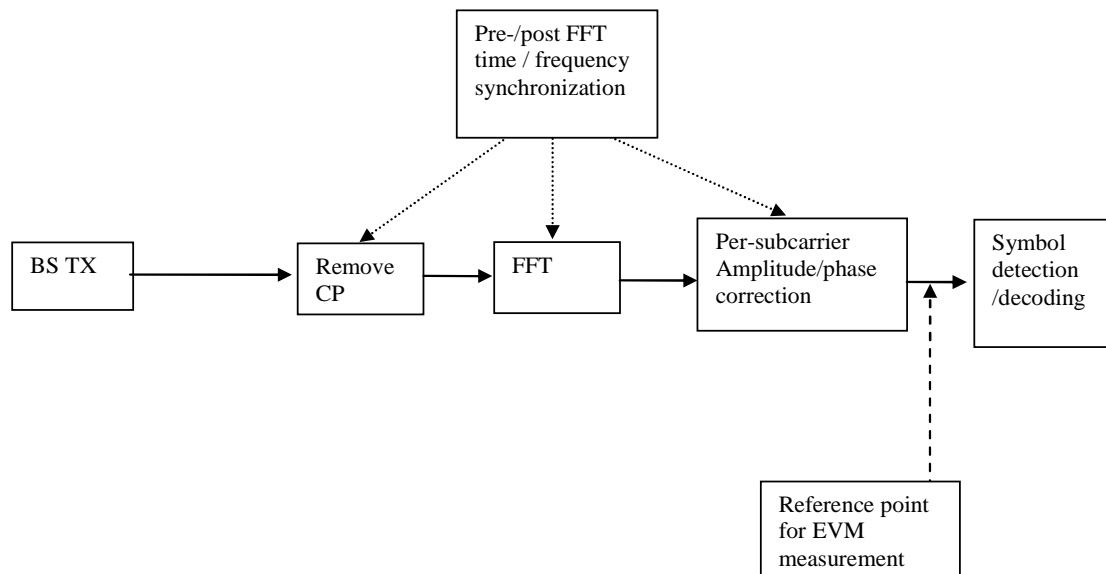 Pre-/post FFT
time / frequency
synchronization
BS TX
Remove
CP
FFT
Per-subcarrier
Amplitude/phase
correction
Symbol
detection
/decoding
Reference point
for EVM
measurement